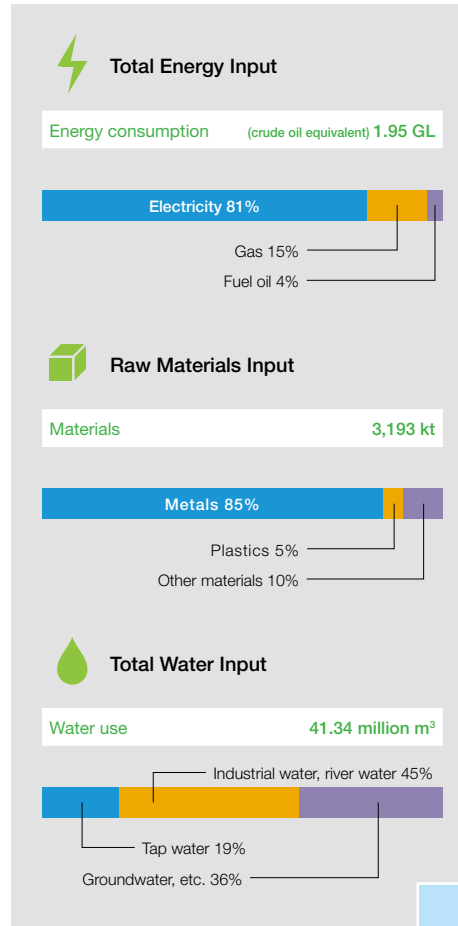 Total Energy Input
Energy consumption (crude oil equivalent) 1.95 GL
Electricity 81%
Gas 15%
Fuel oil 4%
Raw Materials Input
Materials 3,193 kt
Metals 85%
Plastics 5%
Other materials 10%
Total Water Input
Water use 41.34 million m³
Industrial water, river water 45%
Tap water 19%
Groundwater, etc. 36%